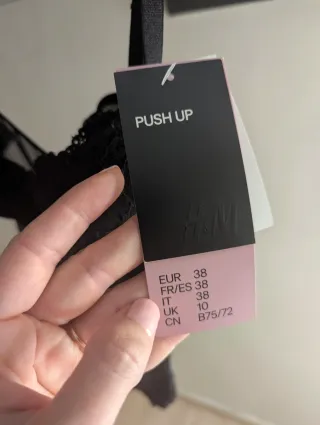 PUSH UP
H&M
EUR 38
FR/ES 38
IT 38
UK 10
CN B75/72